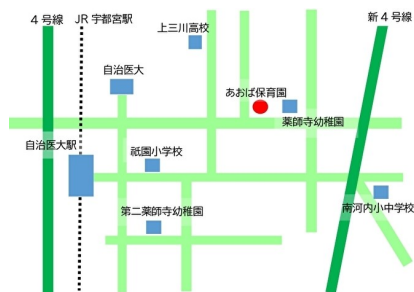 4号線
JR宇都宮駅
上三川高校
新4号線
自治医大
あおば保育園
薬師寺幼稚園
自治医大駅
祇園小学校
第二薬師寺幼稚園
南河内小中学校